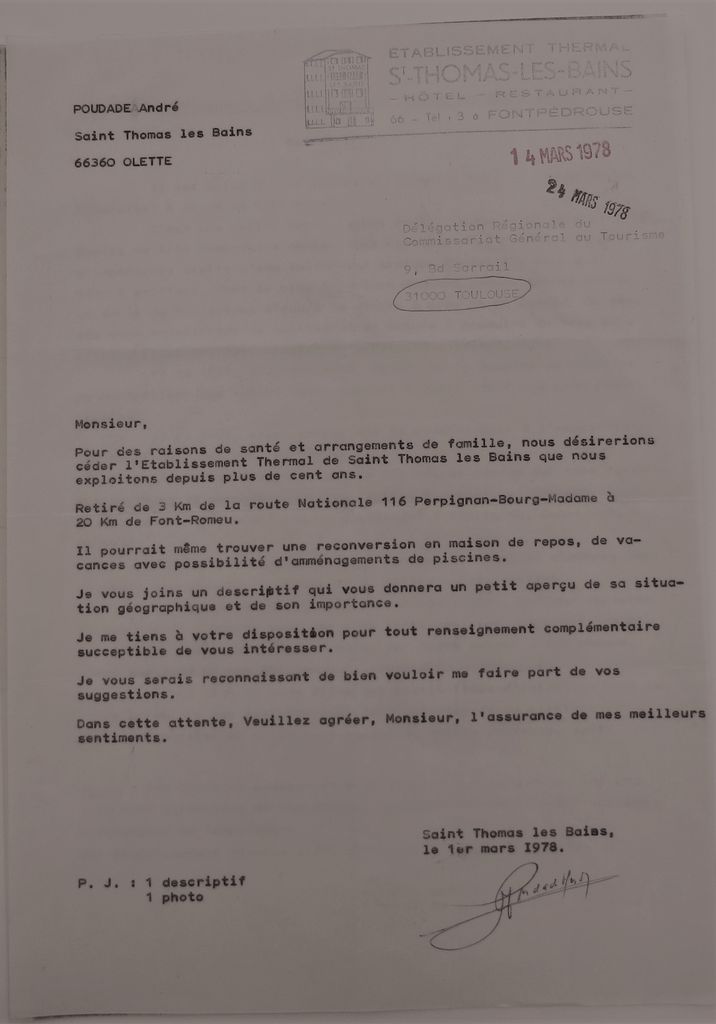 ETABLISSEMENT THERMAL
ST-THOMAS-LES-BAINS
- HÔTEL - RESTAURANT -
66 - Tél : 3 à FONTPEDROUSE
POUDADE André
Saint Thomas les Bains
66360 OLETTE
14 MARS 1978
24 MARS 1978
Délégation Régionale du
Commissariat Général au Tourisme
9, Bd Sarrail
31000 TOULOUSE
Monsieur,
Pour des raisons de santé et arrangements de famille, nous désirerions
céder l'Etablissement Thermal de Saint Thomas les Bains que nous
exploitons depuis plus de cent ans.
Retiré de 3 Km de la route Nationale 116 Perpignan-Bourg-Madame à
20 Km de Font-Romeu.
Il pourrait même trouver une reconversion en maison de repos, de va-
cances avec possibilité d'amménagements de piscines.
Je vous joins un descriptif qui vous donnera un petit aperçu de sa situa-
tion géographique et de son importance.
Je me tiens à votre disposition pour tout renseignement complémentaire
succeptible de vous intéresser.
Je vous serais reconnaissant de bien vouloir me faire part de vos
suggestions.
Dans cette attente, Veuillez agréer, Monsieur, l'assurance de mes meilleurs
sentiments.
Saint Thomas les Bains,
le 1er mars 1978.
P. J. : 1 descriptif
1 photo